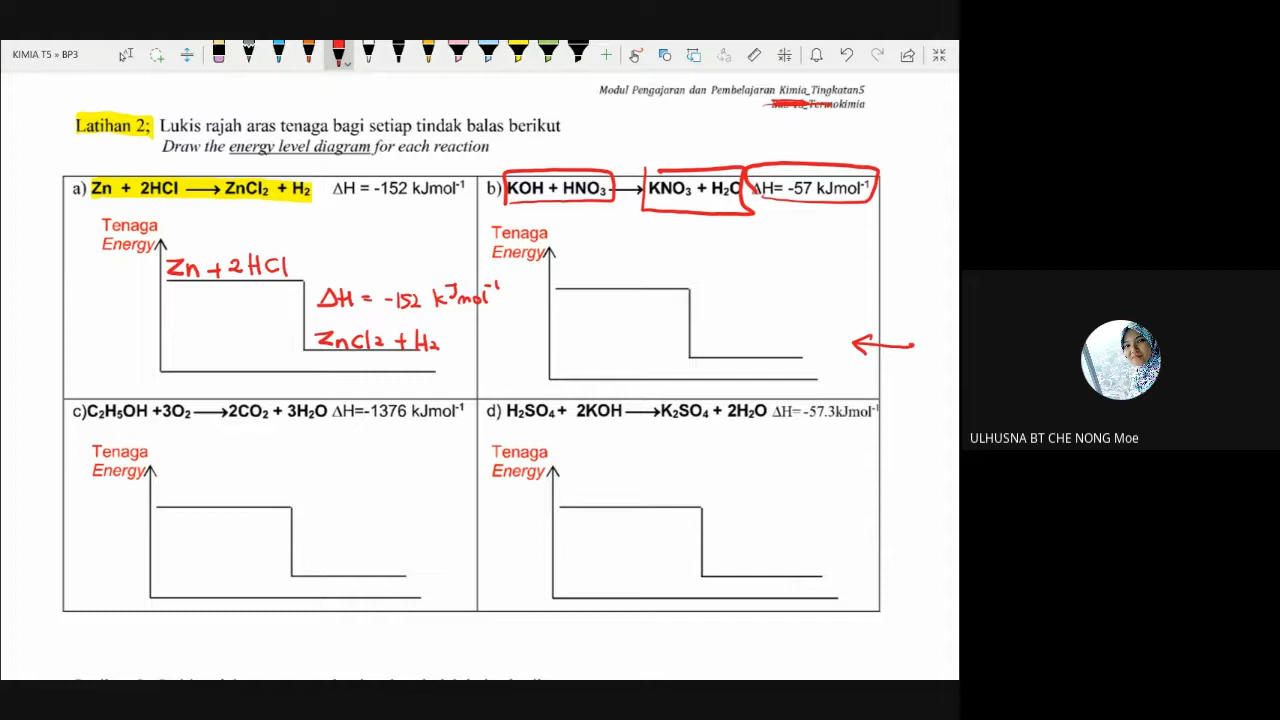 KIMIA T5 » BP3
Modul Pengajaran dan Pembelajaran Kimia_Tingkatan5
Termokimia
Latihan 2; Lukis rajah aras tenaga bagi setiap tindak balas berikut
Draw the energy level diagram for each reaction
a) Zn + 2HCl ⟶ ZnCl₂ + H₂ ΔH = -152 kJmol⁻¹
Tenaga
Energy
Zn + 2HCl
ΔH = -152 kJmol⁻¹
ZnCl2 + H₂
b) KOH + HNO₃ ⟶ KNO₃ + H₂O ΔH= -57 kJmol⁻¹
Tenaga
Energy
c)C₂H₅OH +3O₂ ⟶2CO₂ + 3H₂O ΔH=-1376 kJmol⁻¹
Tenaga
Energy
d) H₂SO₄ + 2KOH ⟶K₂SO₄ + 2H₂O ΔH= -57.3kJmol⁻¹
Tenaga
Energy
ULHUSNA BT CHE NONG Moe